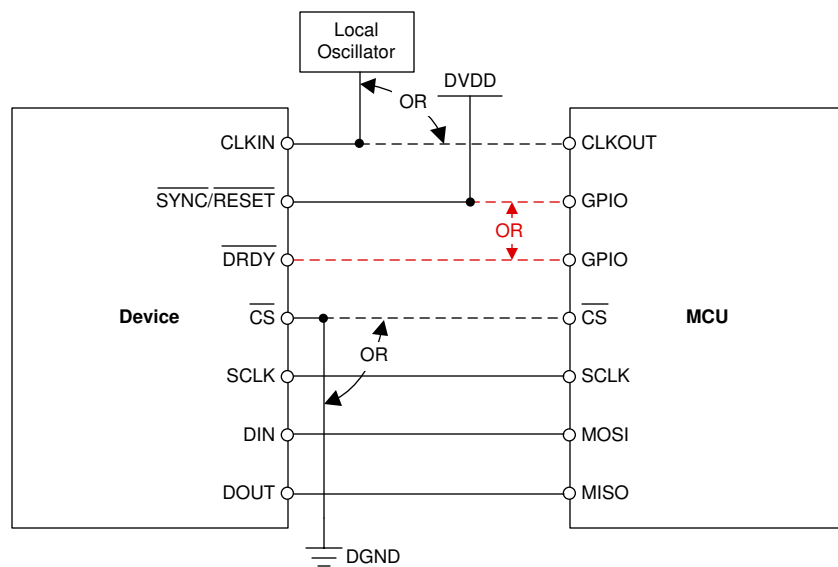 Local
Oscillator
DVDD
OR
CLKIN
CLKOUT
SYNC/RESET
GPIO
OR
DRDY
GPIO
Device
CS
CS
MCU
OR
SCLK
SCLK
DIN
MOSI
DOUT
MISO
DGND